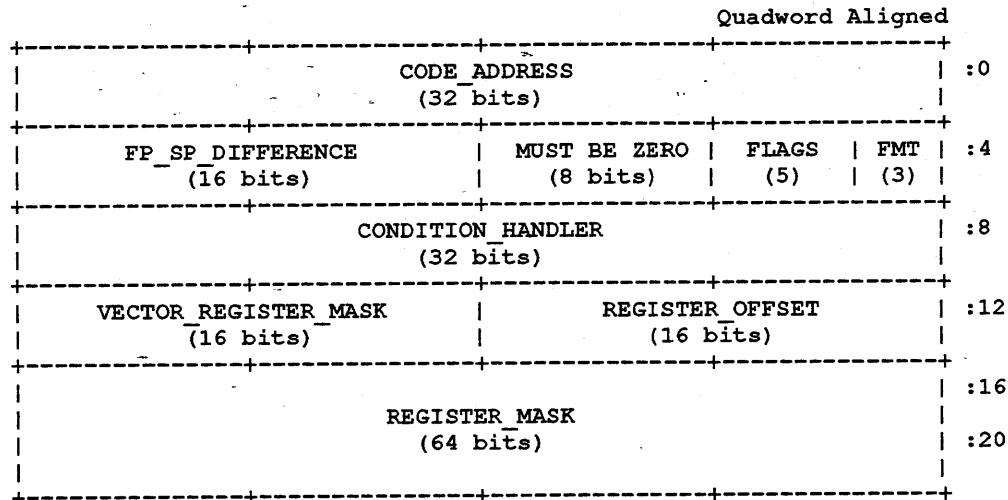 Quadword Aligned
CODE_ADDRESS :0
(32 bits)
FP_SP_DIFFERENCE | MUST BE ZERO | FLAGS | FMT | :4
(16 bits) | (8 bits) | (5) | (3) |
CONDITION_HANDLER :8
(32 bits)
VECTOR_REGISTER_MASK | REGISTER_OFFSET | :12
(16 bits) | (16 bits) |
:16
REGISTER_MASK
(64 bits) :20